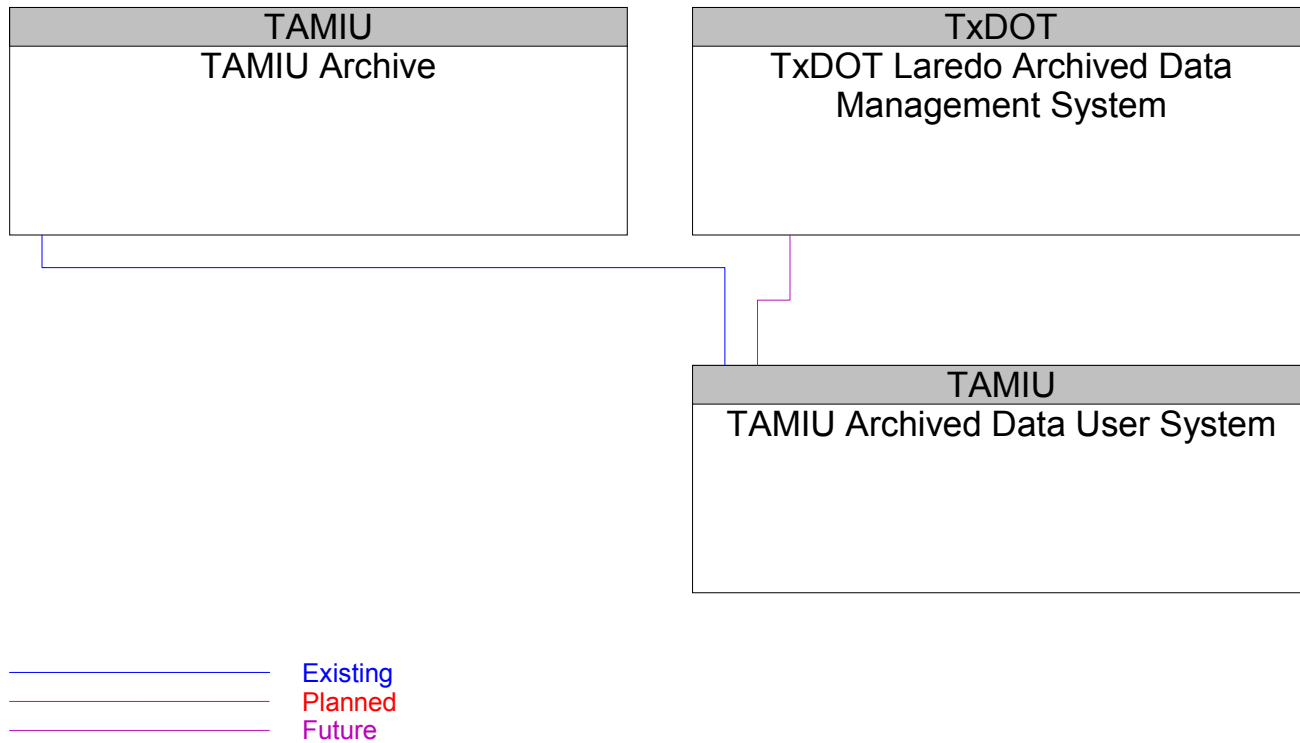 TAMIU
TAMIU Archive
TxDOT
TxDOT Laredo Archived Data
Management System
TAMIU
TAMIU Archived Data User System
Existing
Planned
Future